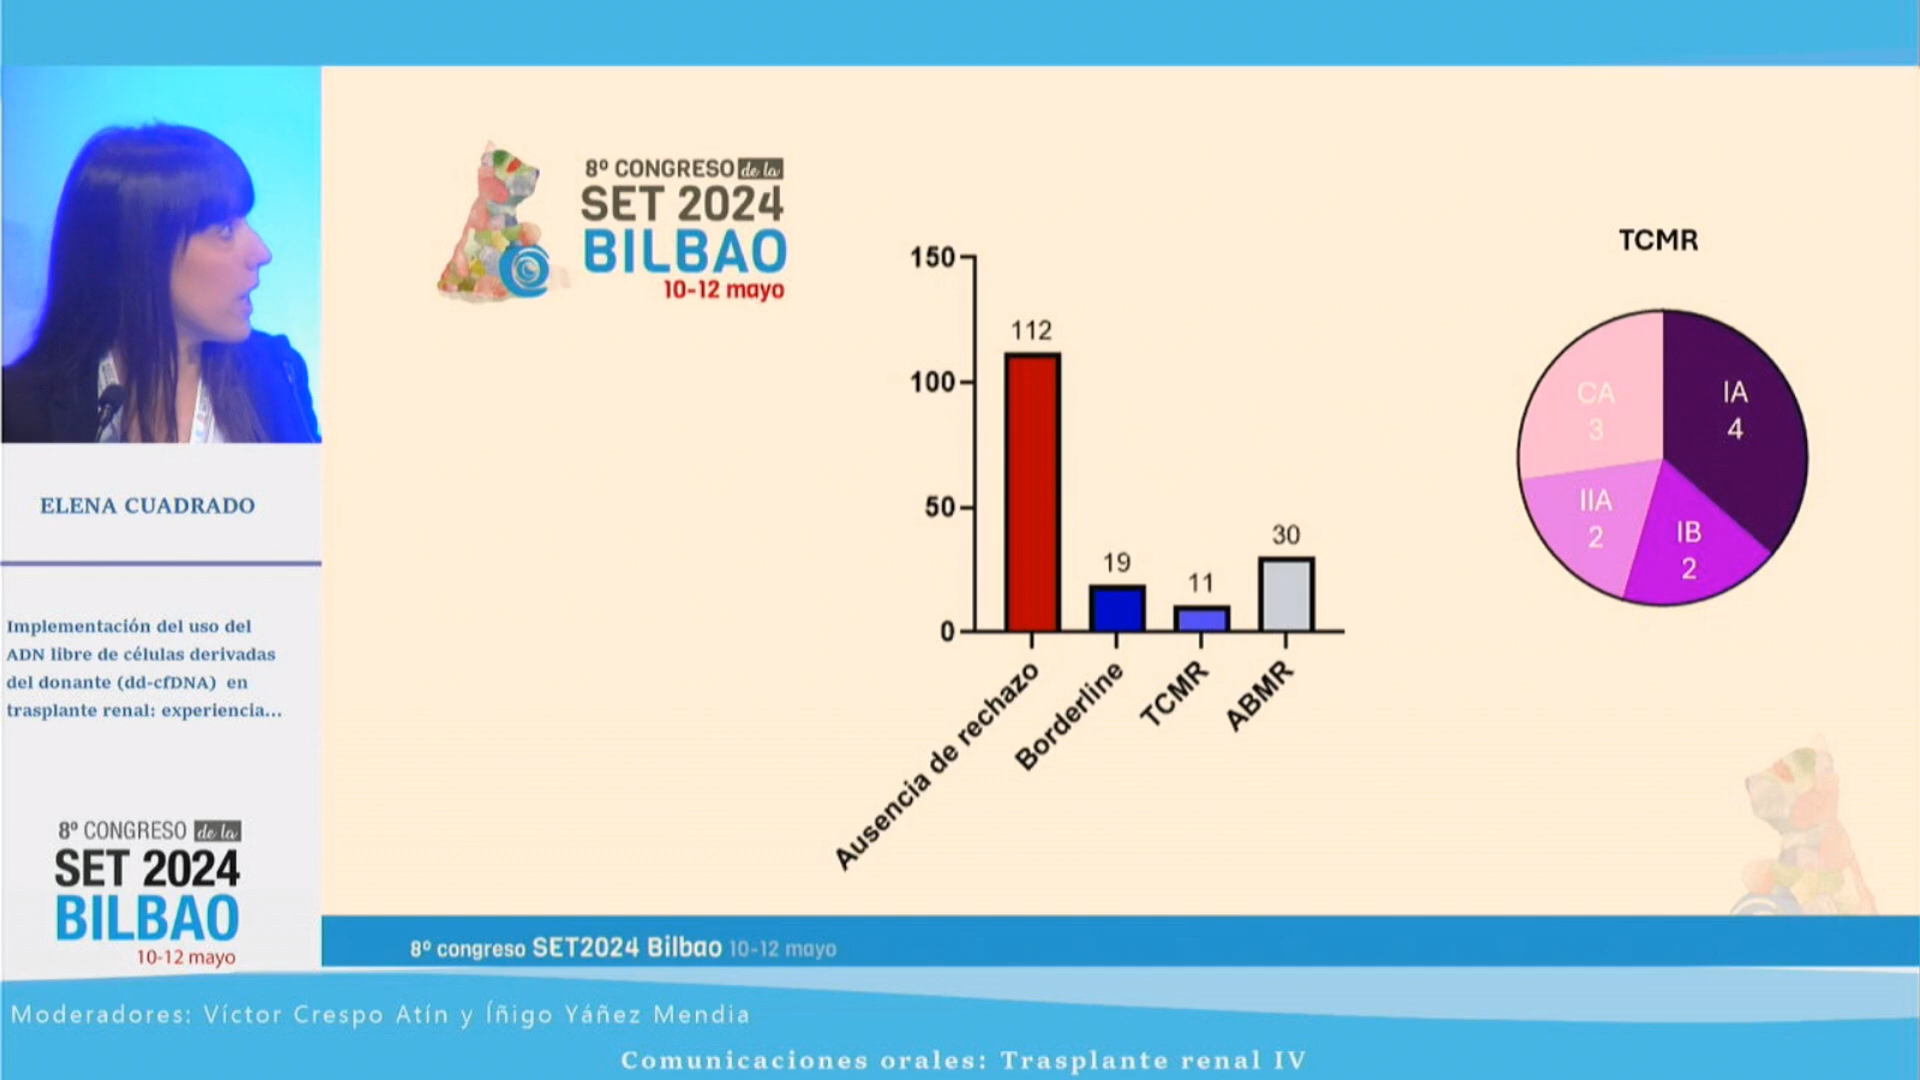 8º CONGRESO de la
SET 2024
BILBAO
10-12 mayo
150
100
50
0
112
19
11
30
Ausencia de rechazo
Borderline
TCMR
ABMR
TCMR
IA
4
IB
2
IIA
2
CA
3
ELENA CUADRADO
Implementación del uso del
ADN libre de células derivadas
del donante (dd-cfDNA) en
trasplante renal: experiencia...
8º CONGRESO de la
SET 2024
BILBAO
10-12 mayo
8º congreso SET2024 Bilbao 10-12 mayo
Moderadores: Víctor Crespo Atín y Íñigo Yáñez Mendia
Comunicaciones orales: Trasplante renal IV